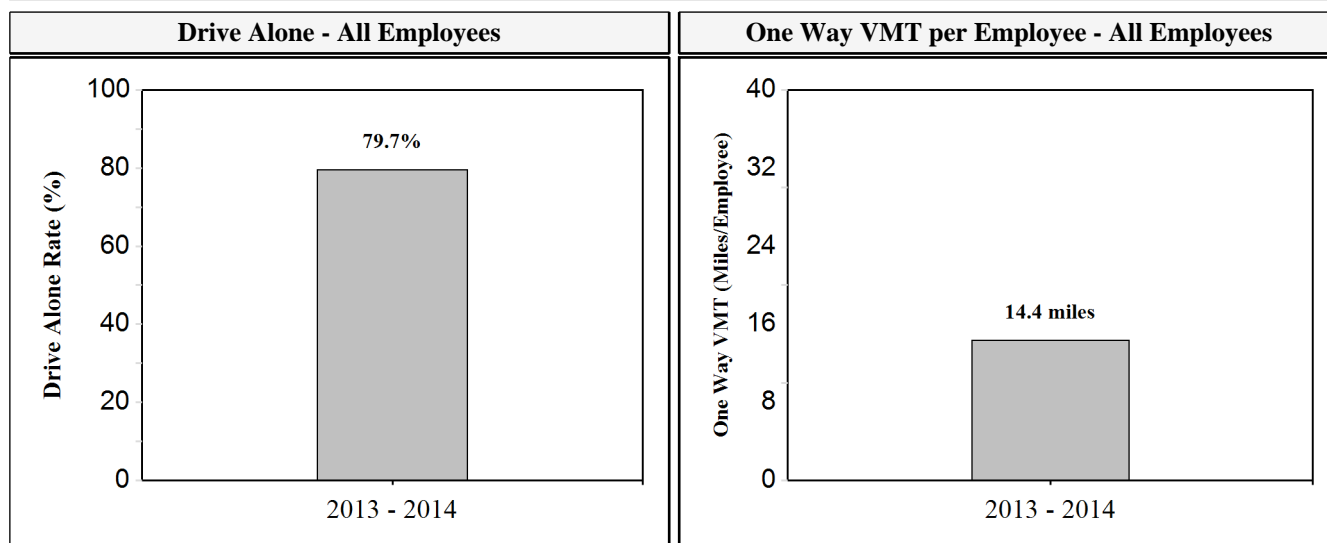 Drive Alone - All Employees
Drive Alone Rate (%)
100
80
60
40
20
0
79.7%
2013 - 2014
One Way VMT per Employee - All Employees
One Way VMT (Miles/Employee)
40
32
24
16
8
0
14.4 miles
2013 - 2014